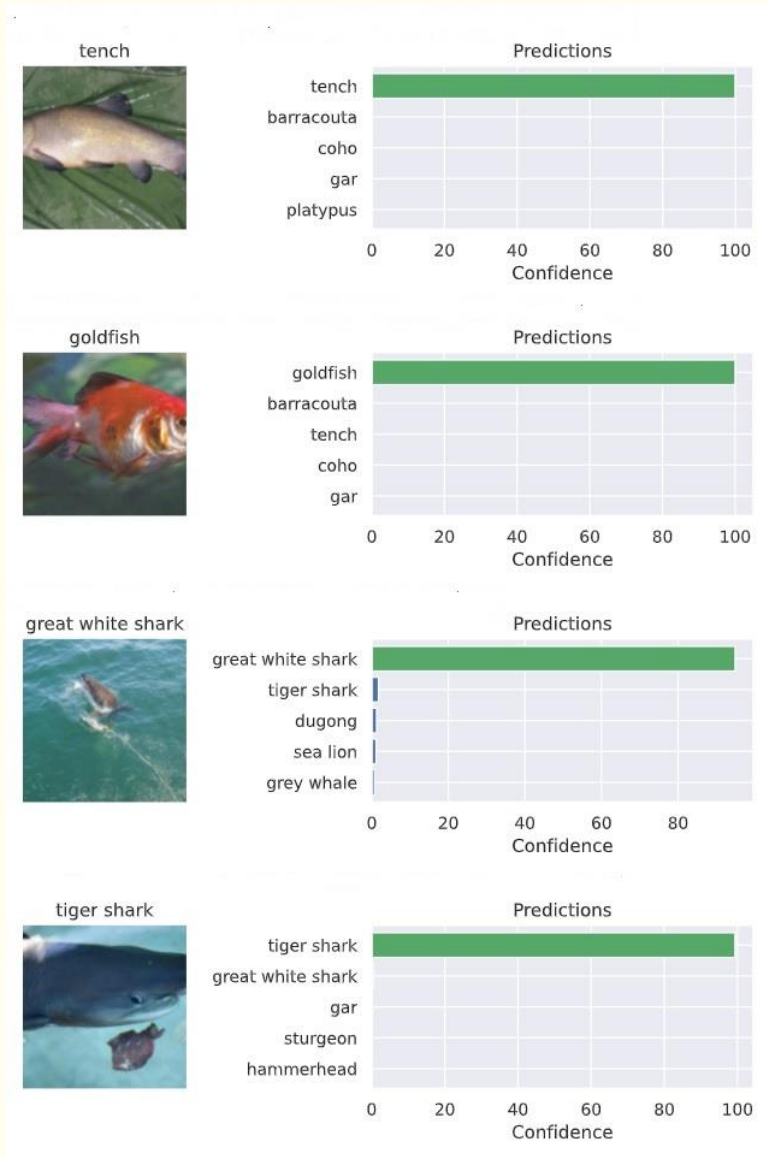 tench
Predictions
tench
barracouta
coho
gar
platypus
0 20 40 60 80 100
Confidence
goldfish
Predictions
goldfish
barracouta
tench
coho
gar
0 20 40 60 80 100
Confidence
great white shark
Predictions
great white shark
tiger shark
dugong
sea lion
grey whale
0 20 40 60 80
Confidence
tiger shark
Predictions
tiger shark
great white shark
gar
sturgeon
hammerhead
0 20 40 60 80 100
Confidence